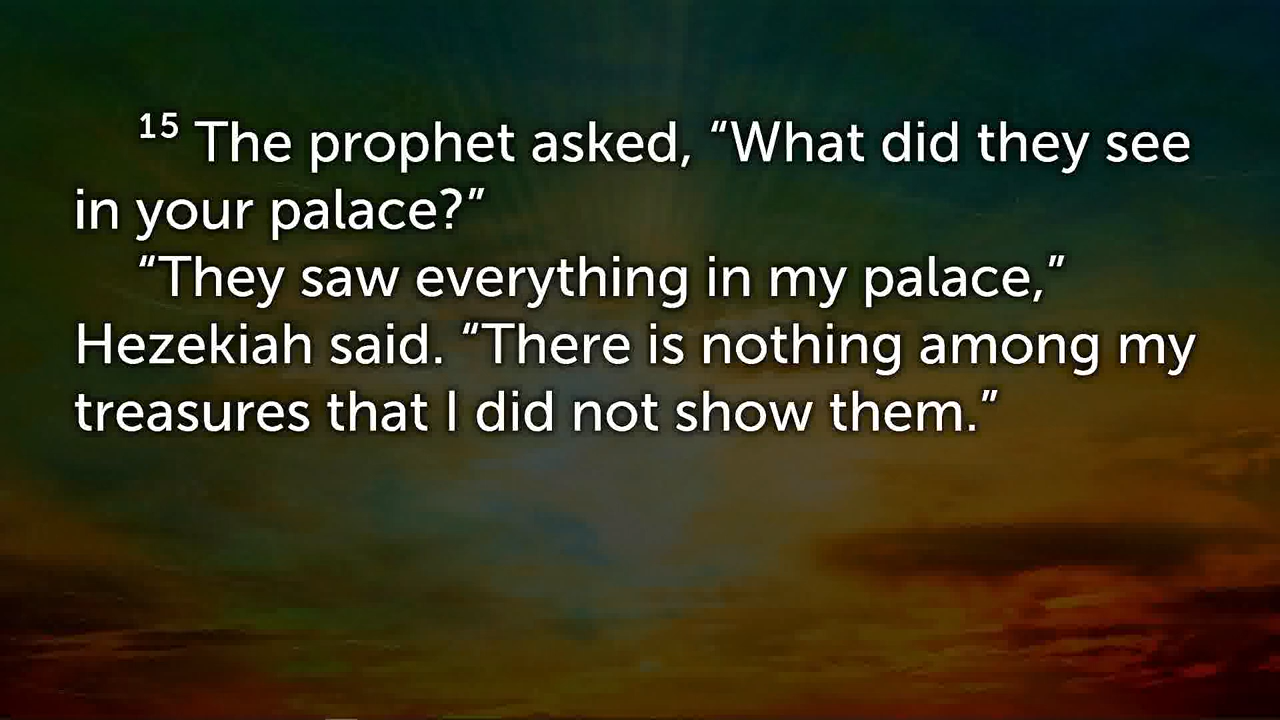 15 The prophet asked, “What did they see
in your palace?”
“They saw everything in my palace,”
Hezekiah said. “There is nothing among my
treasures that I did not show them.”